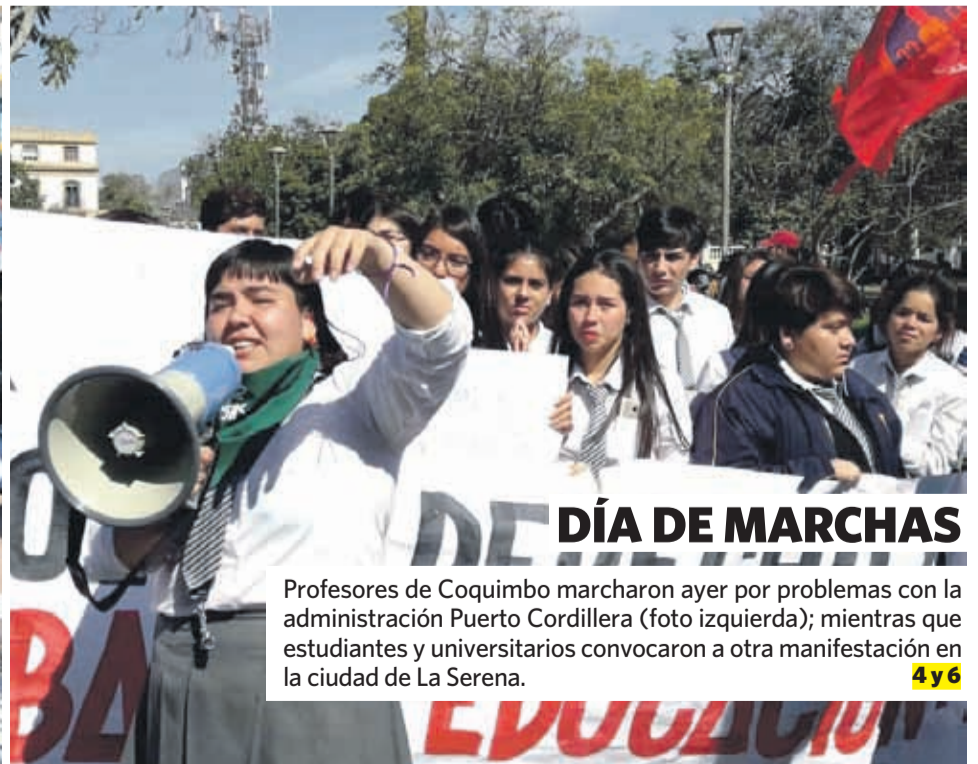 DÍA DE MARCHAS
Profesores de Coquimbo marcharon ayer por problemas con la
administración Puerto Cordillera (foto izquierda); mientras que
estudiantes y universitarios convocaron a otra manifestación en
la ciudad de La Serena.
4 y 6
EDUCACIÓN